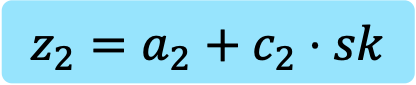 z₂ = a₂ + c₂ · sk